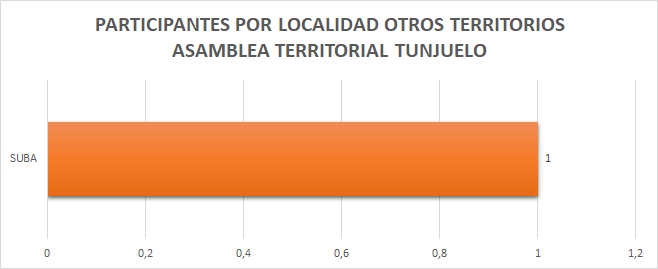 PARTICIPANTES POR LOCALIDAD OTROS TERRITORIOS
ASAMBLEA TERRITORIAL TUNJUELO
SUBA
1
0
0,2
0,4
0,6
0,8
1
1,2